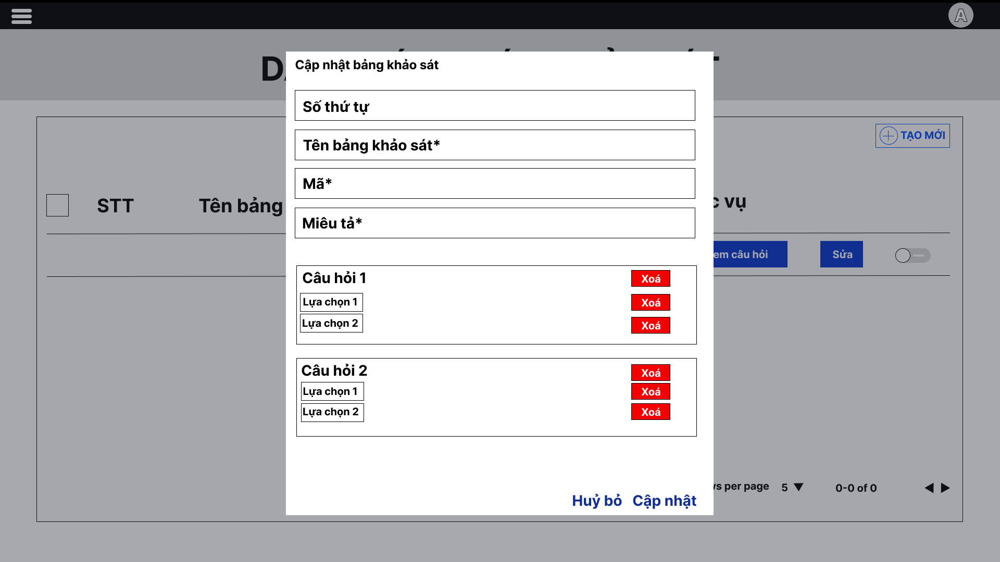 A
Cập nhật bảng khảo sát
Số thứ tự
TẠO MỚI
Tên bảng khảo sát*
Mã*
STT
Tên bảng
vụ
Miêu tả*
câu hỏi
Sửa
Câu hỏi 1
Xoá
Lựa chọn 1
Xoá
Lựa chọn 2
Xoá
Câu hỏi 2
Xoá
Lựa chọn 1
Xoá
Lựa chọn 2
Xoá
per page
5
0-0 of 0
Huỷ bỏ
Cập nhật